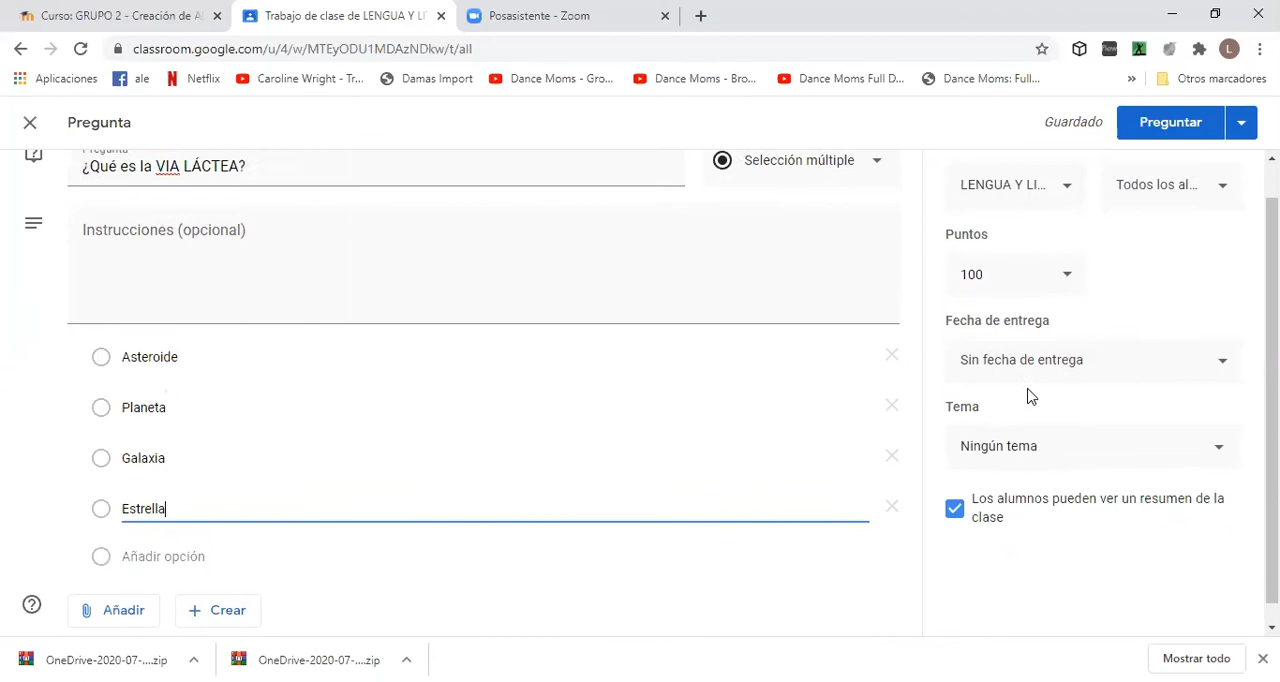 Curso: GRUPO 2 - Creación de AL
Trabajo de clase de LENGUA Y LI
Posasistente - Zoom
classroom.google.com/u/4/w/MTEyODU1MDAzNDkw/t/all
L
Aplicaciones
ale
Netflix
Caroline Wright - Tr...
Damas Import
Dance Moms - Gro...
Dance Moms - Bro...
Dance Moms Full D...
Dance Moms: Full...
»
Otros marcadores
Pregunta
Guardado
Preguntar
Pregunta
¿Qué es la VIA LÁCTEA?
Selección múltiple
LENGUA Y LI...
Todos los al...
Instrucciones (opcional)
Puntos
100
Fecha de entrega
Asteroide
Sin fecha de entrega
Planeta
Tema
Galaxia
Ningún tema
Estrella
Los alumnos pueden ver un resumen de la
clase
Añadir opción
Añadir
Crear
OneDrive-2020-07-....zip
OneDrive-2020-07-....zip
Mostrar todo